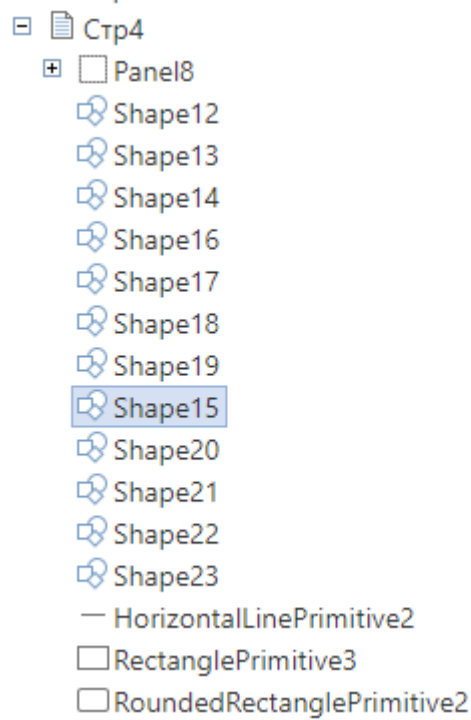 Стр4
Panel8
Shape12
Shape13
Shape14
Shape16
Shape17
Shape18
Shape19
Shape15
Shape20
Shape21
Shape22
Shape23
HorizontalLinePrimitive2
RectanglePrimitive3
RoundedRectanglePrimitive2